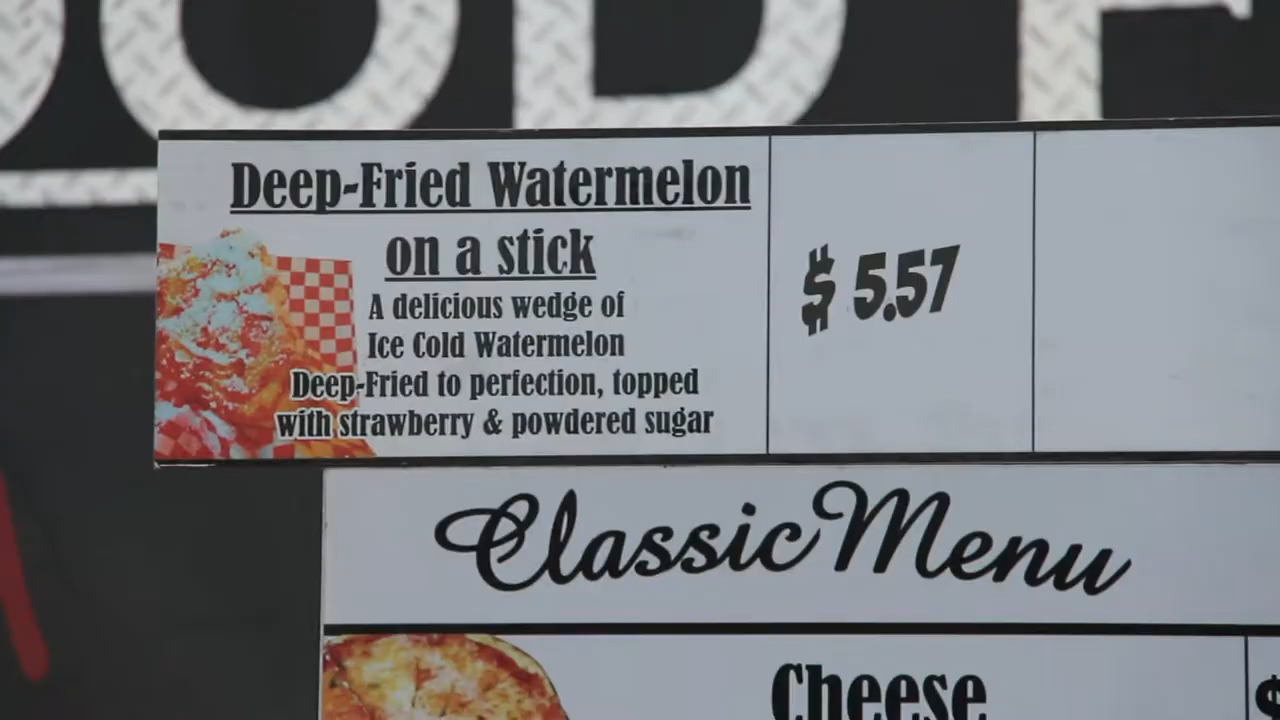 OOD F
Deep-Fried Watermelon
on a stick
A delicious wedge of
Ice Cold Watermelon
Deep-Fried to perfection, topped
with strawberry & powdered sugar
$ 5.57
Classic Menu
Cheese
$